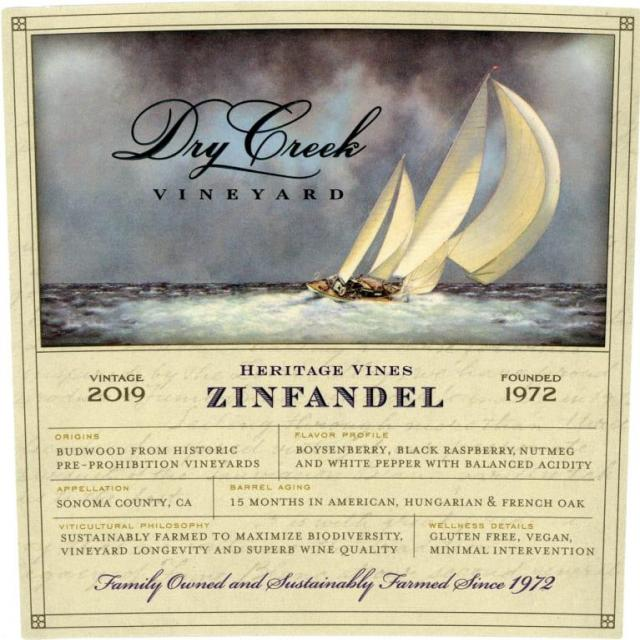 Dry Creek
VINEYARD
VINTAGE
2019
HERITAGE VINES
ZINFANDEL
FOUNDED
1972
ORIGINS
BUDWOOD FROM HISTORIC
PRE-PROHIBITION VINEYARDS
FLAVOR PROFILE
BOYSENBERRY, BLACK RASPBERRY, NUTMEG
AND WHITE PEPPER WITH BALANCED ACIDITY
APPELLATION
SONOMA COUNTY, CA
BARREL AGING
15 MONTHS IN AMERICAN, HUNGARIAN & FRENCH OAK
VITICULTURAL PHILOSOPHY
SUSTAINABLY FARMED TO MAXIMIZE BIODIVERSITY,
VINEYARD LONGEVITY AND SUPERB WINE QUALITY
WELLNESS DETAILS
GLUTEN FREE, VEGAN,
MINIMAL INTERVENTION
Family Owned and Sustainably Farmed Since 1972